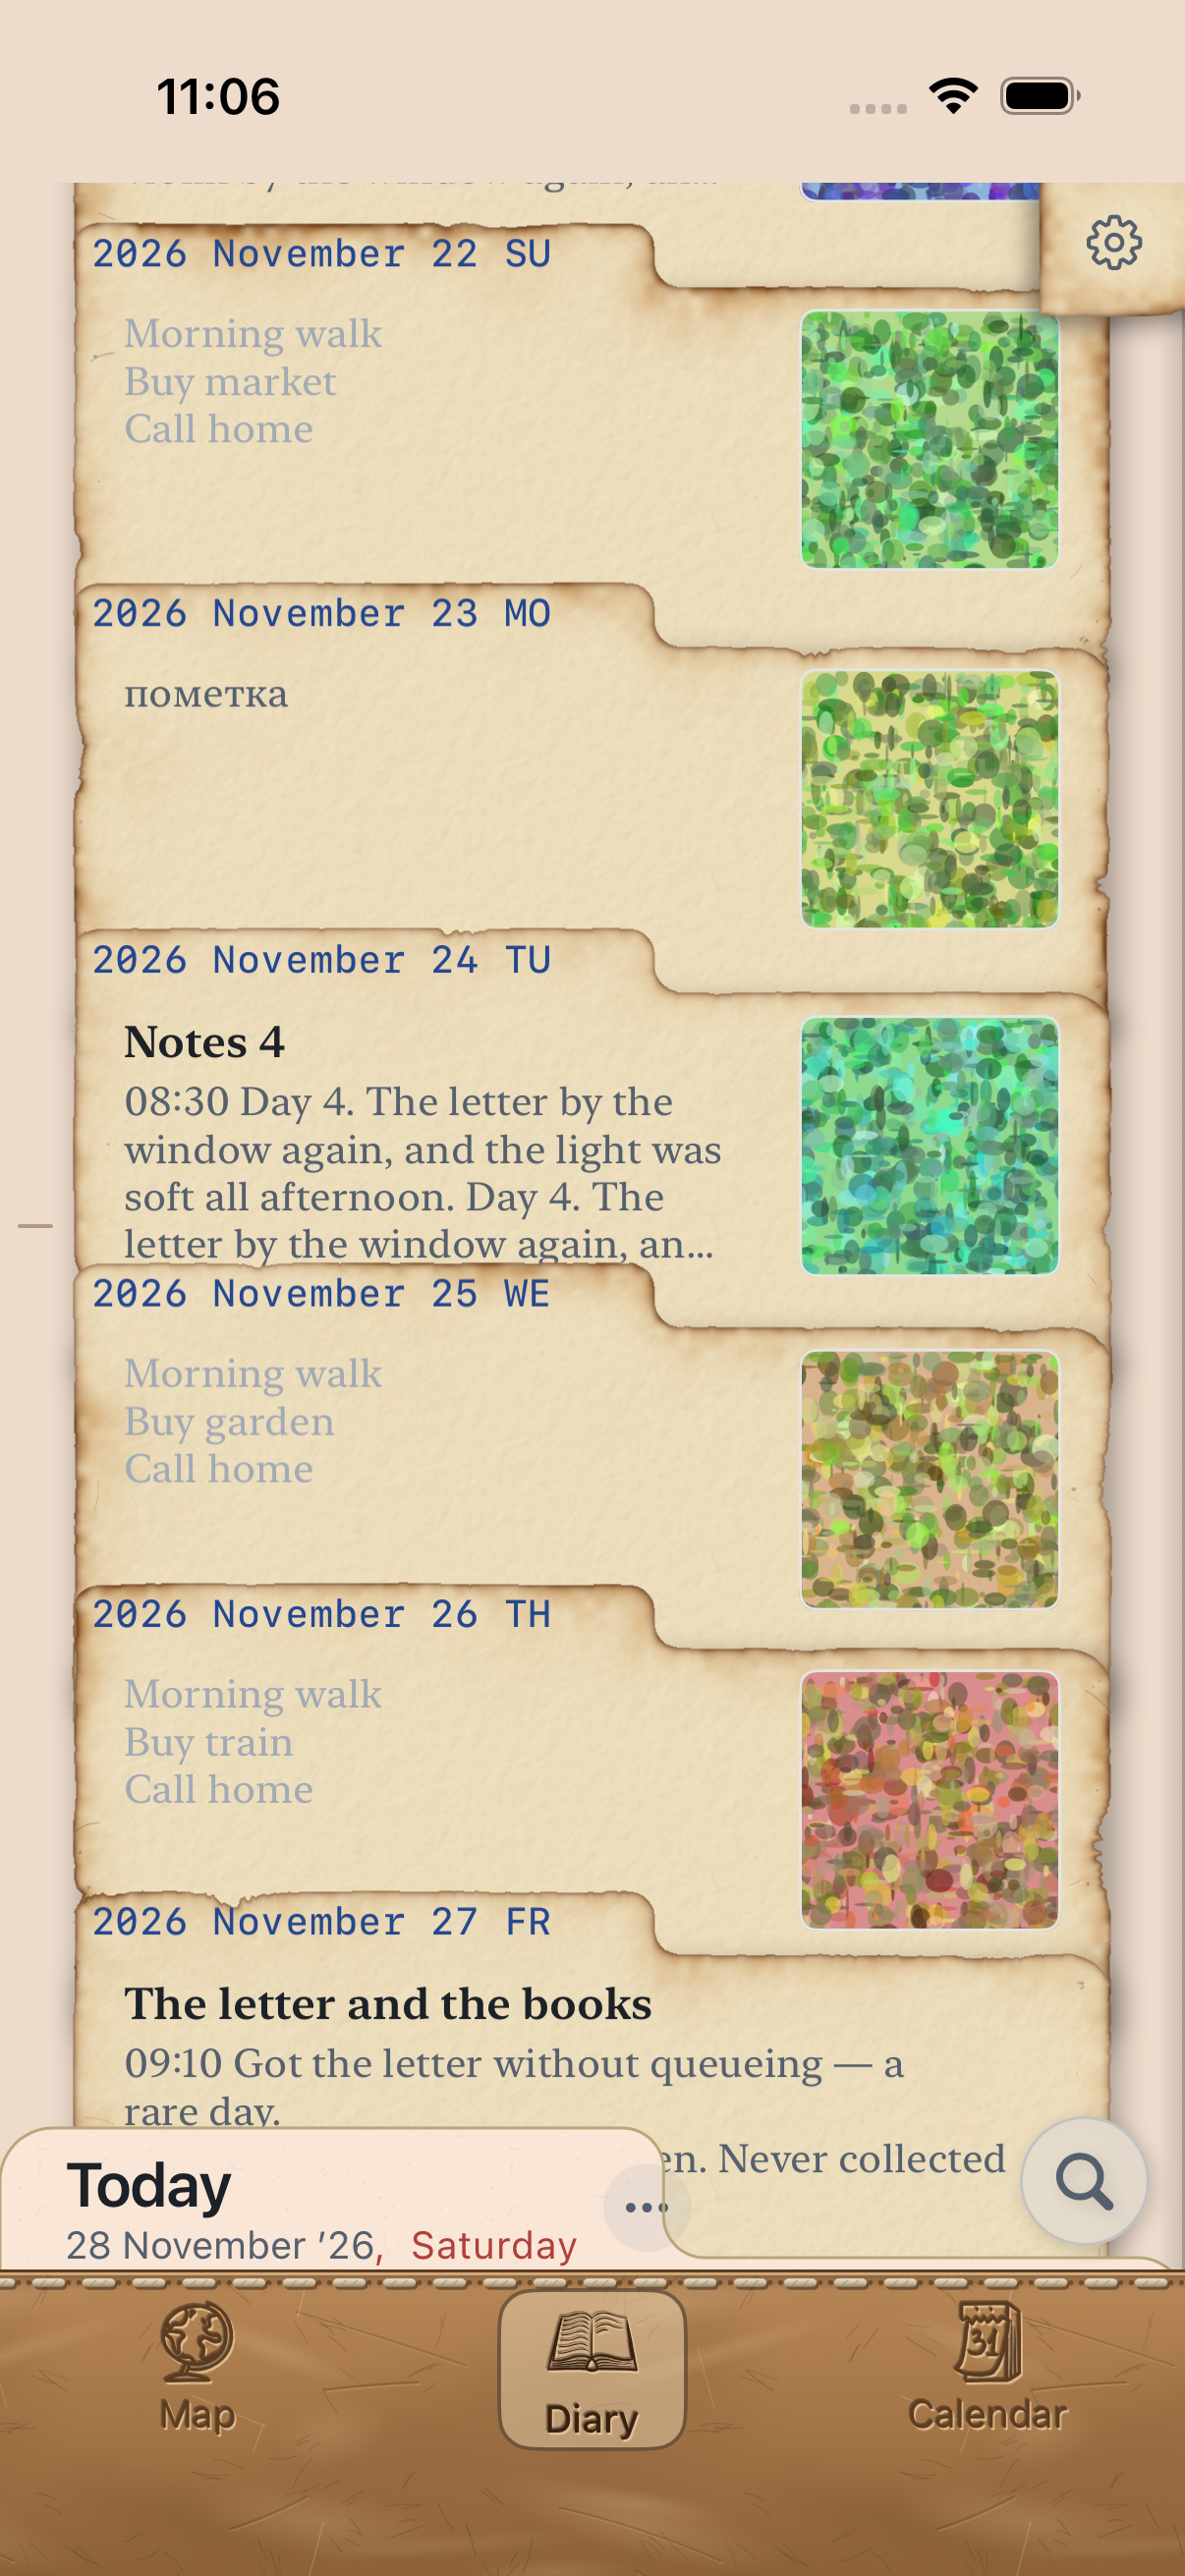 11:06
2026 November 22 SU
Morning walk
Buy market
Call home
2026 November 23 MO
пометка
2026 November 24 TU
Notes 4
08:30 Day 4. The letter by the
window again, and the light was
soft all afternoon. Day 4. The
letter by the window again, an...
2026 November 25 WE
Morning walk
Buy garden
Call home
2026 November 26 TH
Morning walk
Buy train
Call home
2026 November 27 FR
The letter and the books
09:10 Got the letter without queueing — a
rare day.
en. Never collected
Today
28 November ’26, Saturday
31
Map
Diary
Calendar